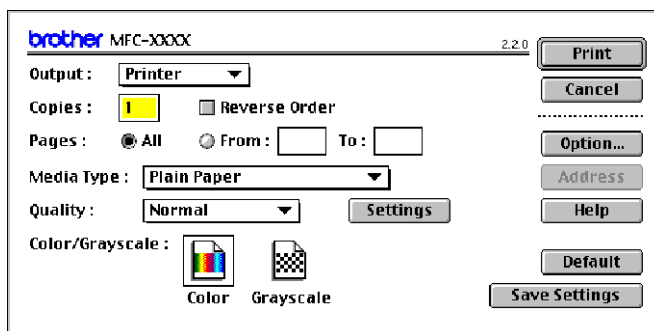 brother MFC-XXXX 2.2.0
Print
Output : Printer
Cancel
Copies : 1 Reverse Order
Pages : All From : To :
Option...
Media Type : Plain Paper
Address
Quality : Normal Settings
Help
Color/Grayscale :
Default
Color Grayscale
Save Settings